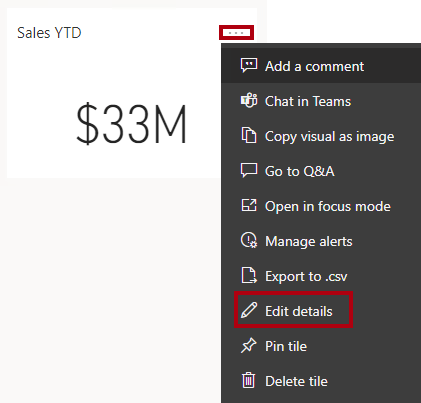 Sales YTD
...
$33M
Add a comment
Chat in Teams
Copy visual as image
Go to Q&A
Open in focus mode
Manage alerts
Export to .csv
Edit details
Pin tile
Delete tile